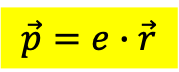 p⃗ = e · r⃗